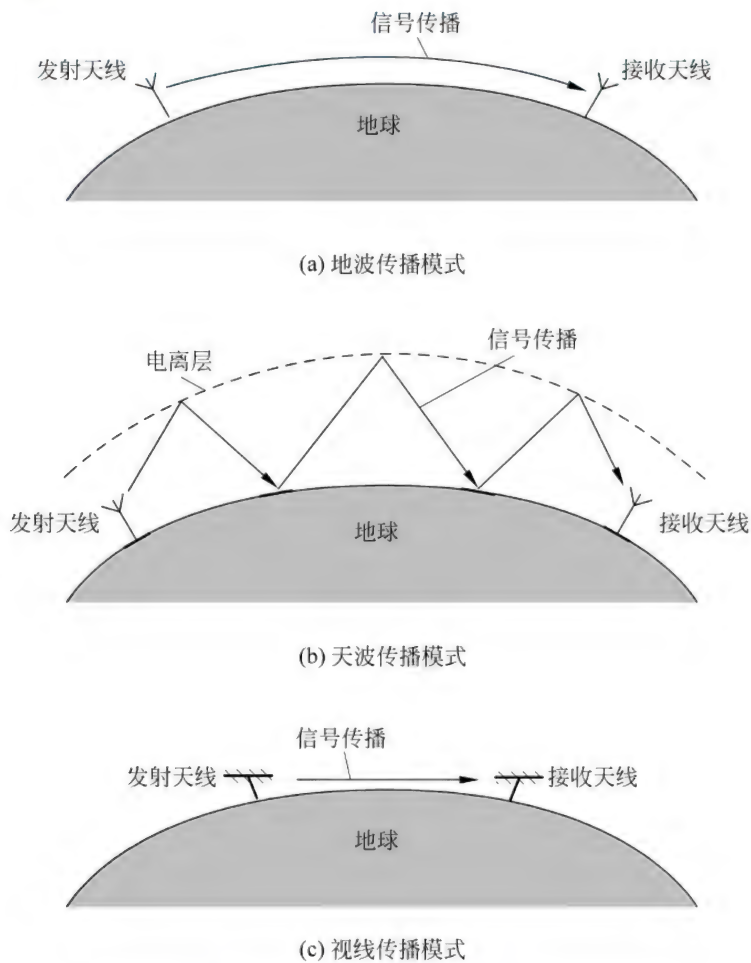 信号传播
发射天线
接收天线
地球
(a) 地波传播模式
信号传播
电离层
发射天线
接收天线
地球
(b) 天波传播模式
信号传播
发射天线
接收天线
地球
(c) 视线传播模式